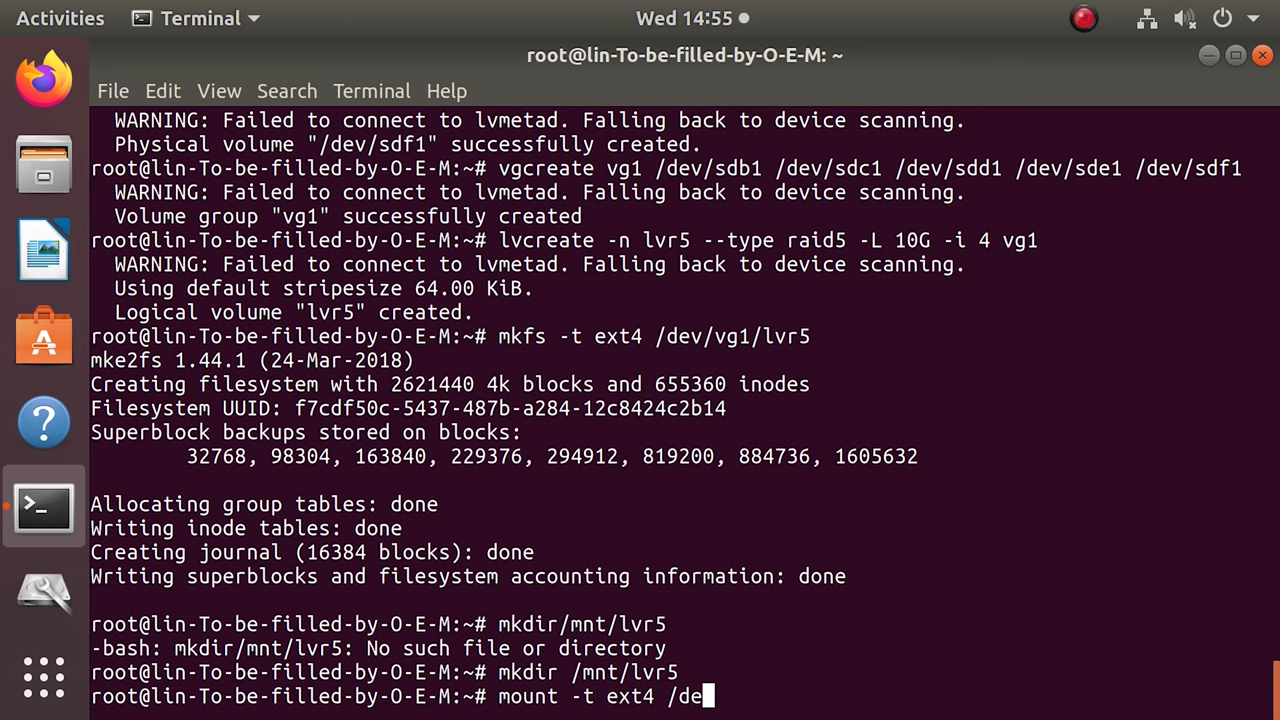 Activities Terminal Wed 14:55
root@lin-To-be-filled-by-O-E-M: ~
File Edit View Search Terminal Help
WARNING: Failed to connect to lvmetad. Falling back to device scanning.
Physical volume "/dev/sdf1" successfully created.
root@lin-To-be-filled-by-O-E-M:~# vgcreate vg1 /dev/sdb1 /dev/sdc1 /dev/sdd1 /dev/sde1 /dev/sdf1
WARNING: Failed to connect to lvmetad. Falling back to device scanning.
Volume group "vg1" successfully created
root@lin-To-be-filled-by-O-E-M:~# lvcreate -n lvr5 --type raid5 -L 10G -i 4 vg1
WARNING: Failed to connect to lvmetad. Falling back to device scanning.
Using default stripesize 64.00 KiB.
Logical volume "lvr5" created.
root@lin-To-be-filled-by-O-E-M:~# mkfs -t ext4 /dev/vg1/lvr5
mke2fs 1.44.1 (24-Mar-2018)
Creating filesystem with 2621440 4k blocks and 655360 inodes
Filesystem UUID: f7cdf50c-5437-487b-a284-12c8424c2b14
Superblock backups stored on blocks:
32768, 98304, 163840, 229376, 294912, 819200, 884736, 1605632
Allocating group tables: done
Writing inode tables: done
Creating journal (16384 blocks): done
Writing superblocks and filesystem accounting information: done
root@lin-To-be-filled-by-O-E-M:~# mkdir/mnt/lvr5
-bash: mkdir/mnt/lvr5: No such file or directory
root@lin-To-be-filled-by-O-E-M:~# mkdir /mnt/lvr5
root@lin-To-be-filled-by-O-E-M:~# mount -t ext4 /de